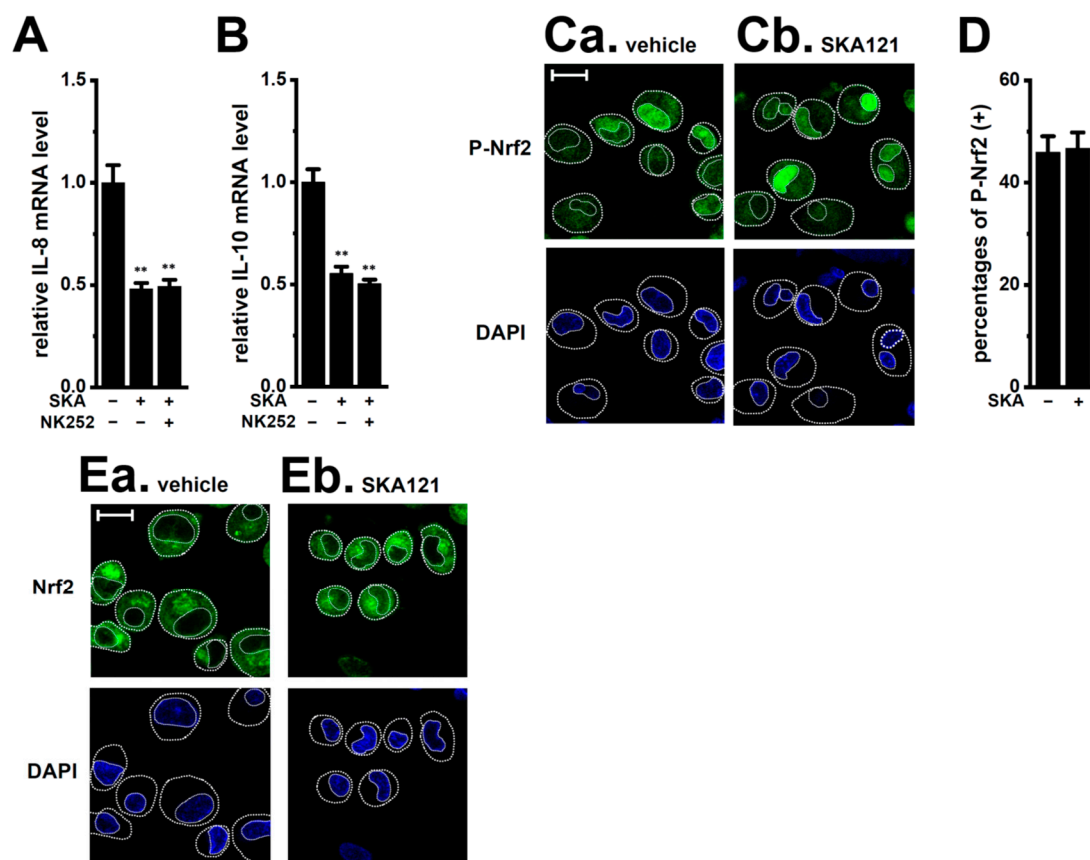 A
relative IL-8 mRNA level
1.5
1.0
0.5
0.0
** **
SKA − + +
NK252 − − +
B
relative IL-10 mRNA level
1.5
1.0
0.5
0.0
** **
SKA − + +
NK252 − − +
Ca. vehicle
Cb. SKA121
P-Nrf2
DAPI
D
percentages of P-Nrf2 (+)
60
40
20
0
SKA − +
Ea. vehicle
Eb. SKA121
Nrf2
DAPI